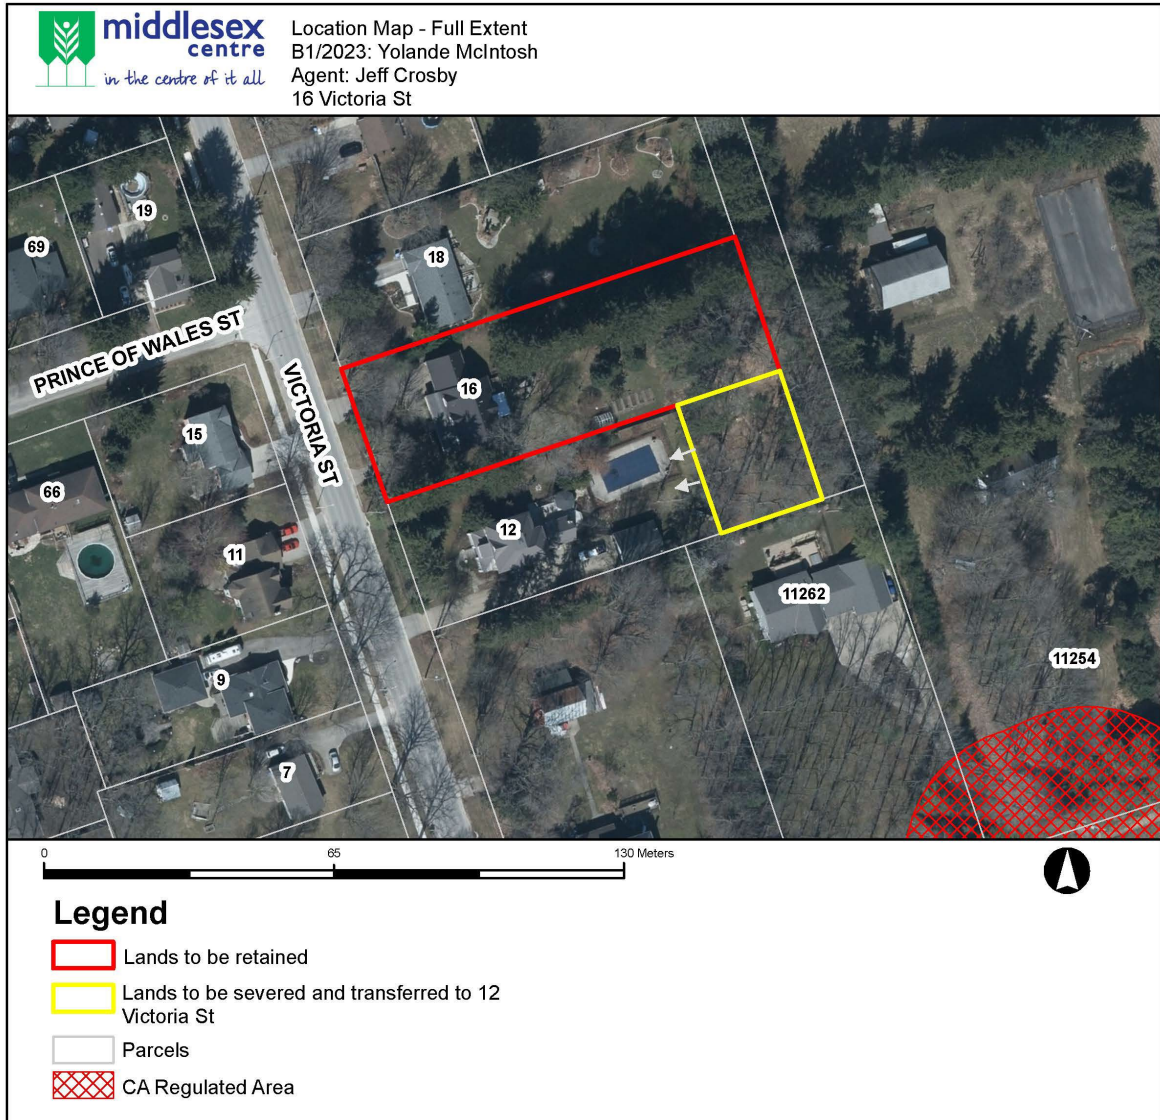 middlesex
centre
in the centre of it all
Location Map - Full Extent
B1/2023: Yolande McIntosh
Agent: Jeff Crosby
16 Victoria St
19
69
18
PRINCE OF WALES ST
VICTORIA ST
16
15
66
12
11
11262
11254
9
7
0 65 130 Meters
Legend
Lands to be retained
Lands to be severed and transferred to 12
Victoria St
Parcels
CA Regulated Area